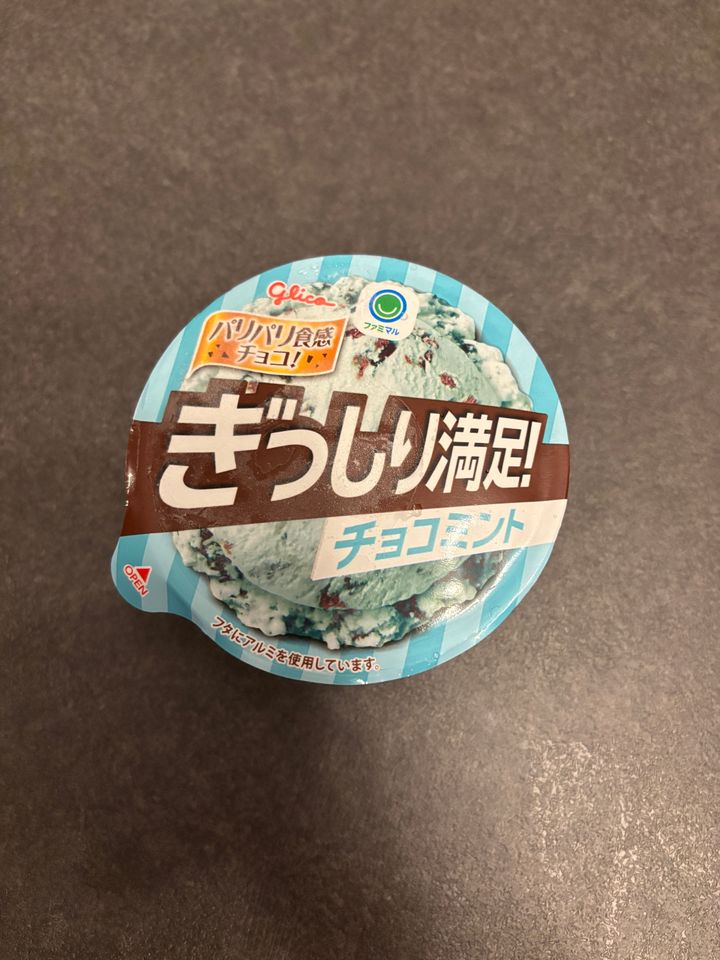 Glico
ファミマル
パリパリ食感
チョコ!
ぎっしり満足!
チョコミント
OPEN
フタにアルミを使用しています。